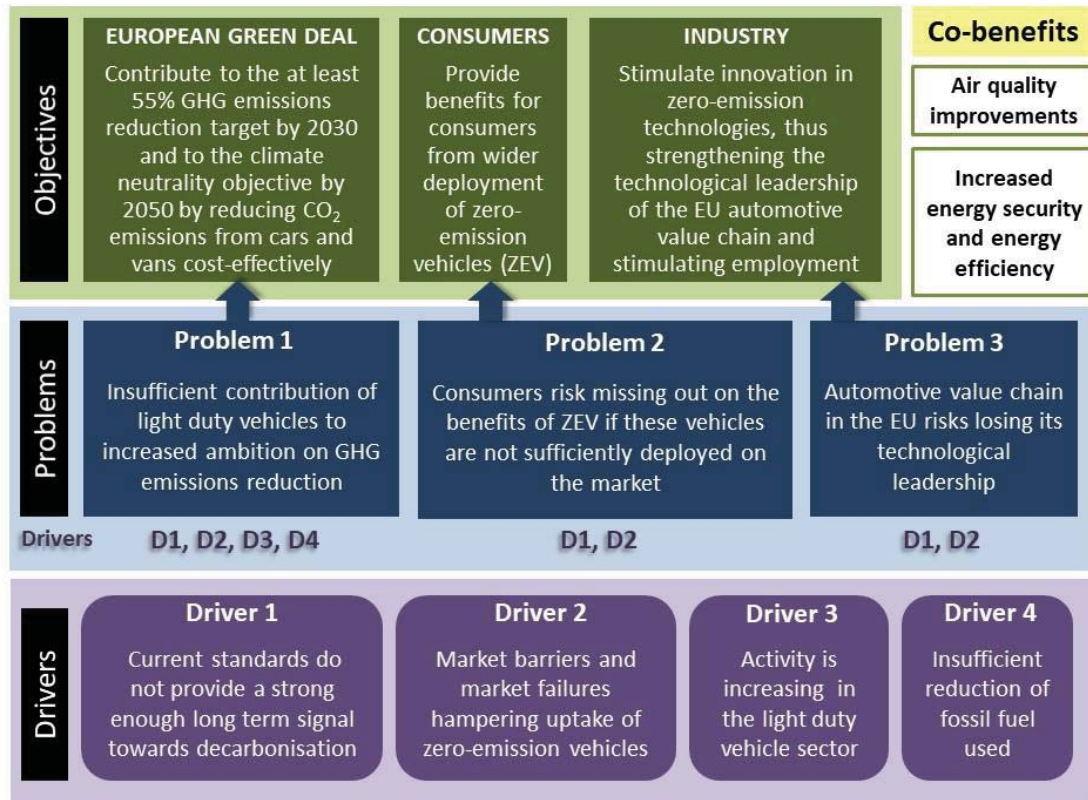 Objectives
EUROPEAN GREEN DEAL
Contribute to the at least
55% GHG emissions
reduction target by 2030
and to the climate
neutrality objective by
2050 by reducing CO₂
emissions from cars and
vans cost-effectively
CONSUMERS
Provide
benefits for
consumers
from wider
deployment
of zero-
emission
vehicles (ZEV)
INDUSTRY
Stimulate innovation in
zero-emission
technologies, thus
strengthening the
technological leadership
of the EU automotive
value chain and
stimulating employment
Co-benefits
Air quality
improvements
Increased
energy security
and energy
efficiency
Problems
Problem 1
Insufficient contribution of
light duty vehicles to
increased ambition on GHG
emissions reduction
Problem 2
Consumers risk missing out on the
benefits of ZEV if these vehicles
are not sufficiently deployed on
the market
Problem 3
Automotive value chain
in the EU risks losing its
technological
leadership
Drivers
D1, D2, D3, D4
D1, D2
D1, D2
Drivers
Driver 1
Current standards do
not provide a strong
enough long term signal
towards decarbonisation
Driver 2
Market barriers and
market failures
hampering uptake of
zero-emission vehicles
Driver 3
Activity is
increasing in
the light duty
vehicle sector
Driver 4
Insufficient
reduction of
fossil fuel
used